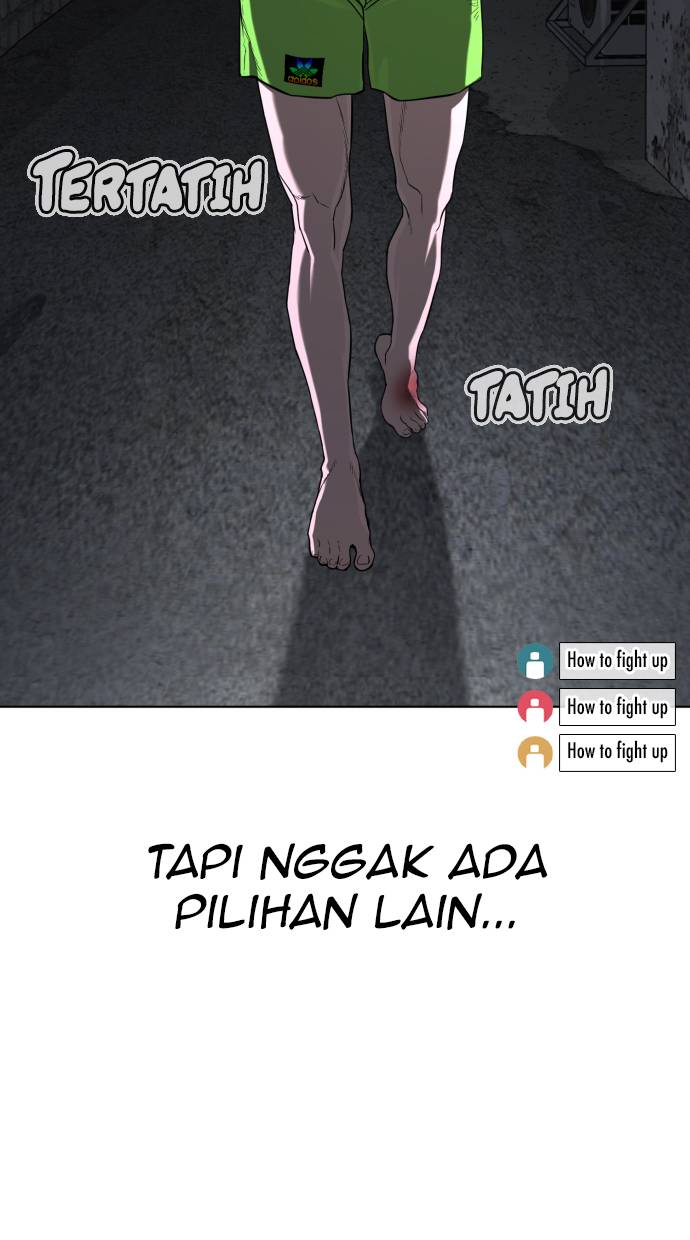 aoidos
TERTATIH
TATIH
How to fight up
How to fight up
How to fight up
TAPI NGGAK ADA
PILIHAN LAIN...